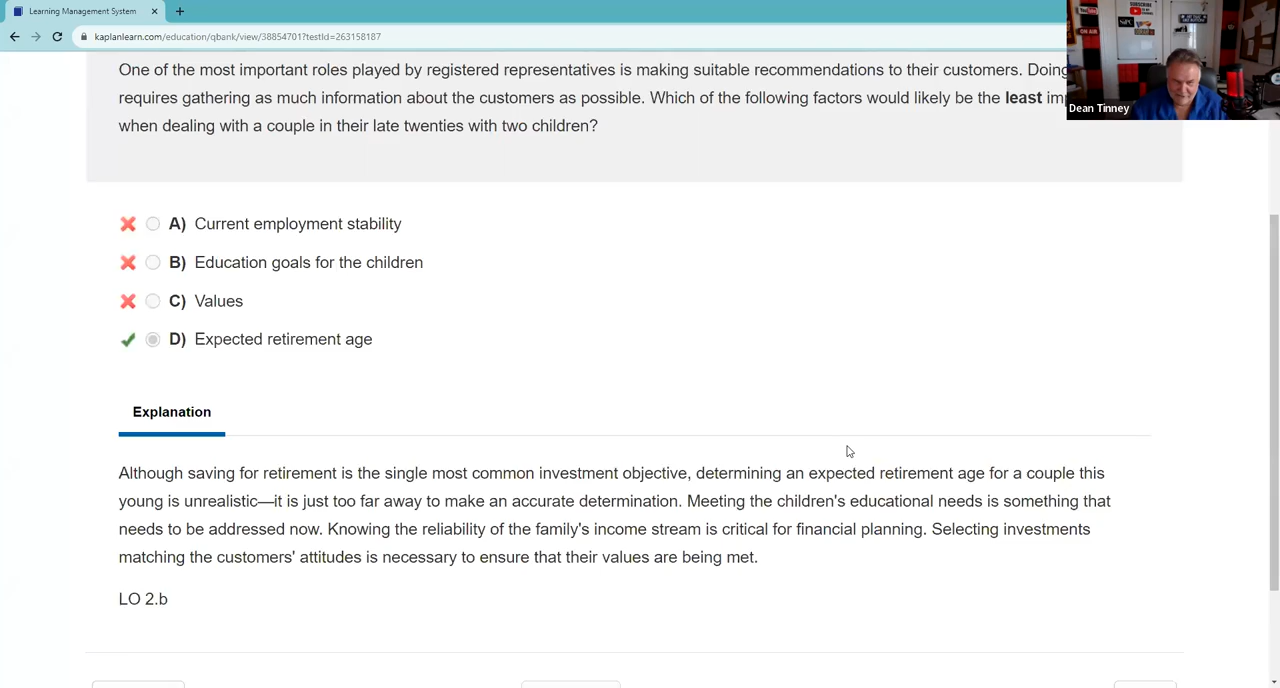 Learning Management System
kaplanlearn.com/education/qbank/view/38854701?testId=263158187
SUBSCRIBE
ON AIR
Dean Tinney
One of the most important roles played by registered representatives is making suitable recommendations to their customers. Doing
requires gathering as much information about the customers as possible. Which of the following factors would likely be the least im
when dealing with a couple in their late twenties with two children?
A) Current employment stability
B) Education goals for the children
C) Values
D) Expected retirement age
Explanation
Although saving for retirement is the single most common investment objective, determining an expected retirement age for a couple this
young is unrealistic—it is just too far away to make an accurate determination. Meeting the children's educational needs is something that
needs to be addressed now. Knowing the reliability of the family's income stream is critical for financial planning. Selecting investments
matching the customers' attitudes is necessary to ensure that their values are being met.
LO 2.b